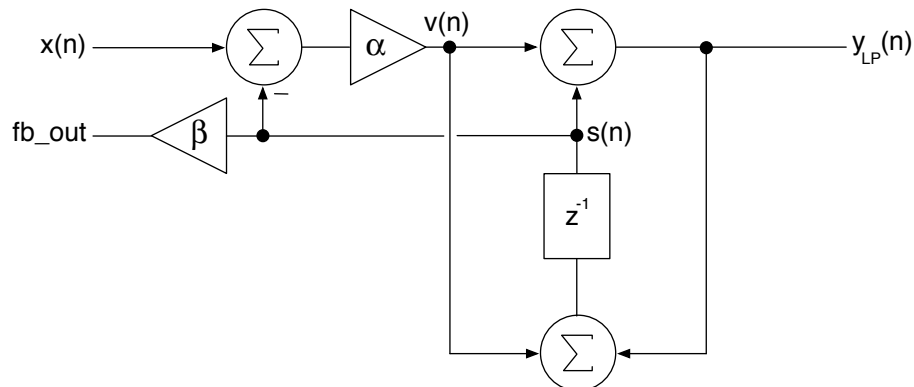 x(n)
Σ
α
v(n)
Σ
y_LP(n)
–
fb_out
β
s(n)
z⁻¹
Σ